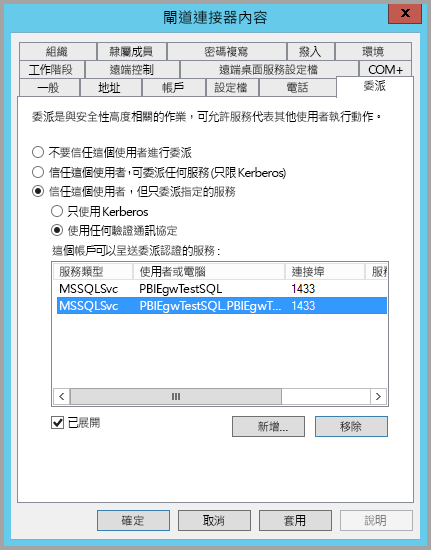 閘道連接器內容
x
組織 隸屬成員 密碼複寫 撥入 環境
工作階段 遠端控制 遠端桌面服務設定檔 COM+
一般 地址 帳戶 設定檔 電話 委派
委派是與安全性高度相關的作業，可允許服務代表其他使用者執行動作。
不要信任這個使用者進行委派
信任這個使用者，可委派任何服務 (只限 Kerberos)
信任這個使用者，但只委派指定的服務
只使用 Kerberos
使用任何驗證通訊協定
這個帳戶可以呈送委派認證的服務:
服務類型 使用者或電腦 連接埠 服務
MSSQLSvc PBIEgwTestSQL 1433
MSSQLSvc PBIEgwTestSQL.PBIEgwT... 1433
已展開 新增... 移除
確定 取消 套用 說明